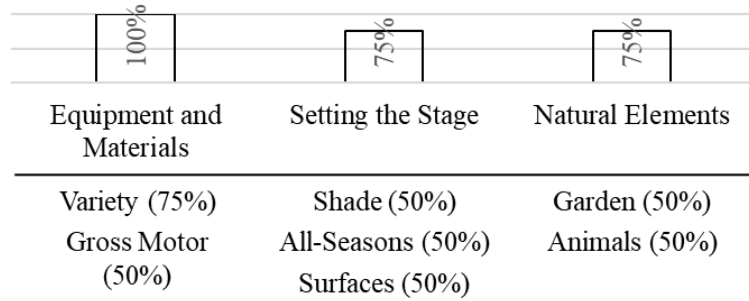 100%
75%
75%
Equipment and Materials
Setting the Stage
Natural Elements
Variety (75%)
Shade (50%)
Garden (50%)
Gross Motor (50%)
All-Seasons (50%)
Animals (50%)
Surfaces (50%)